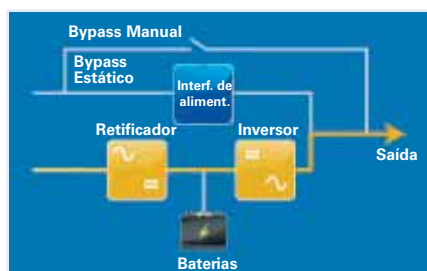 Bypass Manual
Bypass
Estático
Interf. de
aliment.
Retificador
Inversor
Saída
Baterias